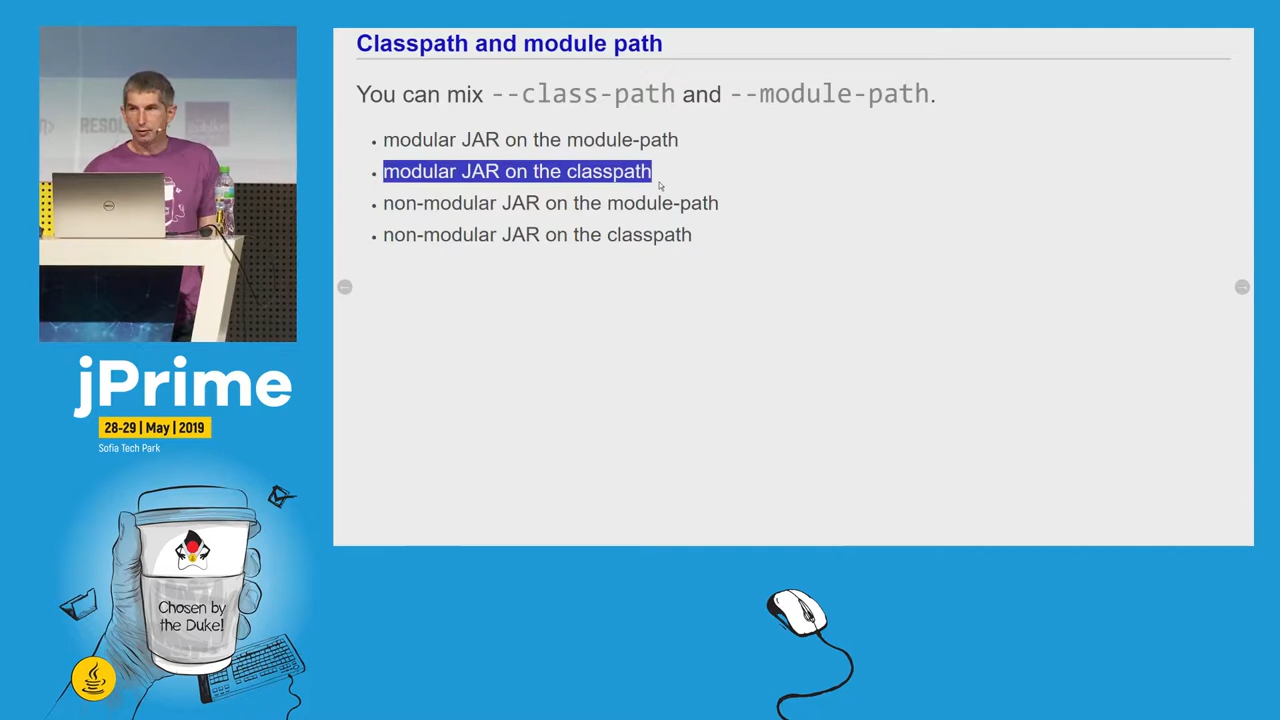 Classpath and module path
You can mix --class-path and --module-path.
modular JAR on the module-path
modular JAR on the classpath
non-modular JAR on the module-path
non-modular JAR on the classpath
jPrime
28-29 | May | 2019
Sofia Tech Park
Chosen by
the Duke!